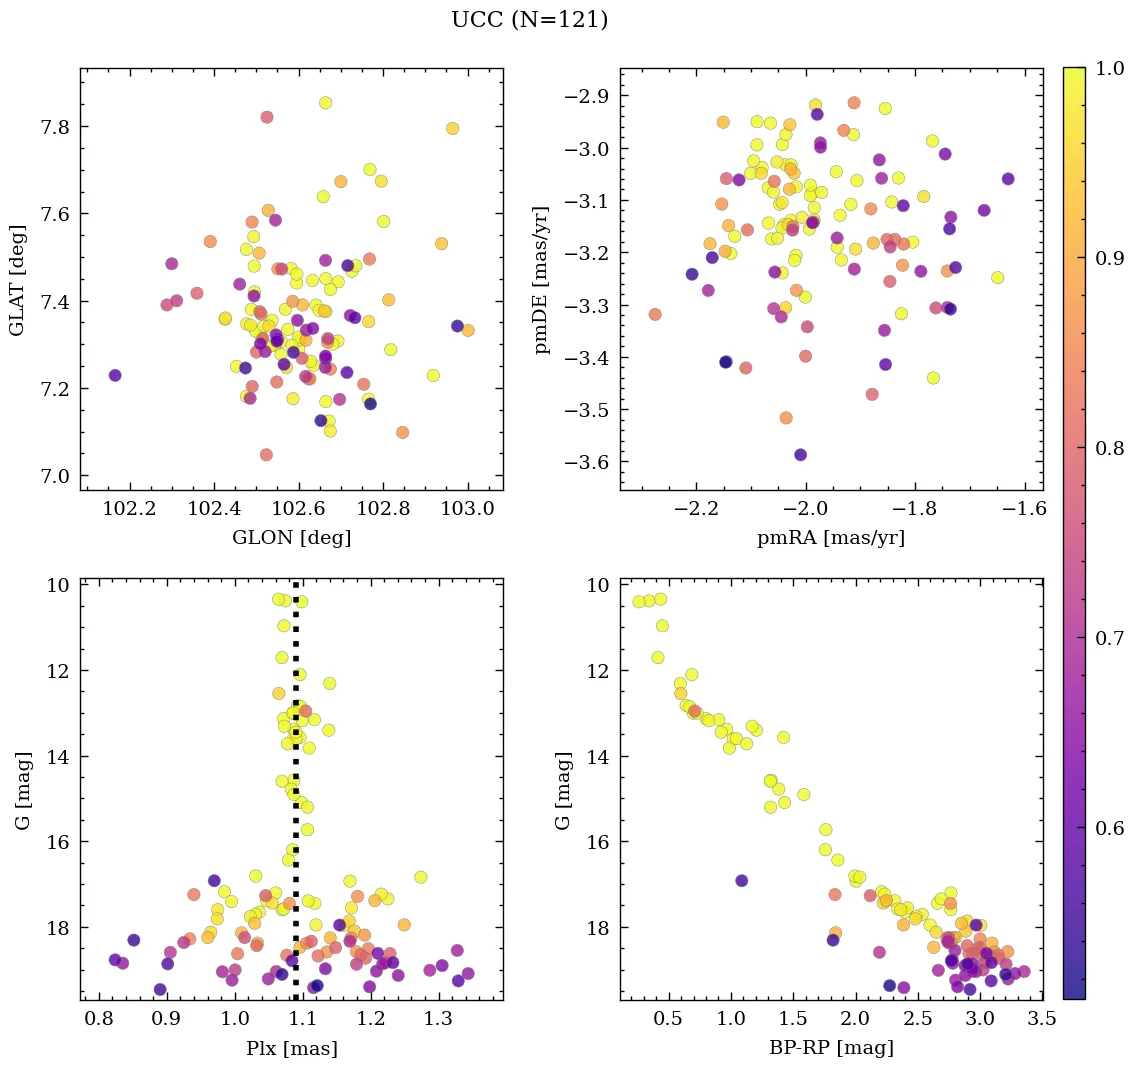 UCC (N=121)
7.8
7.6
7.4
7.2
7.0
GLAT [deg]
102.2 102.4 102.6 102.8 103.0
GLON [deg]
−2.9
−3.0
−3.1
−3.2
−3.3
−3.4
−3.5
−3.6
pmDE [mas/yr]
−2.2 −2.0 −1.8 −1.6
pmRA [mas/yr]
10
12
14
16
18
G [mag]
0.8 0.9 1.0 1.1 1.2 1.3
Plx [mas]
10
12
14
16
18
G [mag]
0.5 1.0 1.5 2.0 2.5 3.0 3.5
BP-RP [mag]
1.0
0.9
0.8
0.7
0.6